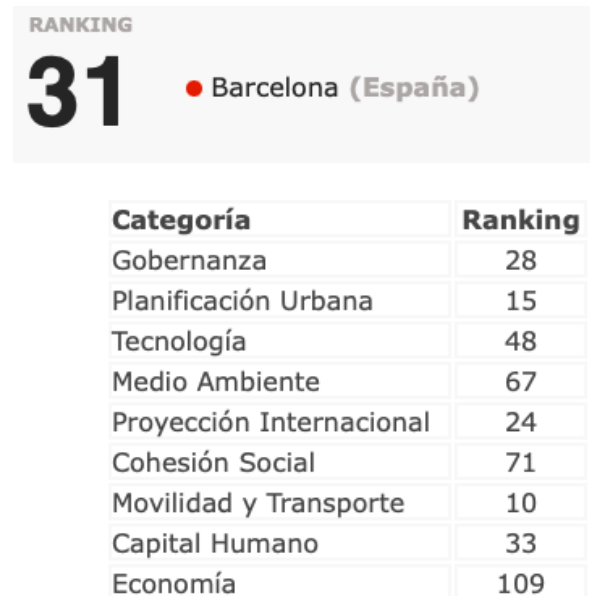 RANKING
31
Barcelona (España)
Categoría Ranking
Gobernanza 28
Planificación Urbana 15
Tecnología 48
Medio Ambiente 67
Proyección Internacional 24
Cohesión Social 71
Movilidad y Transporte 10
Capital Humano 33
Economía 109